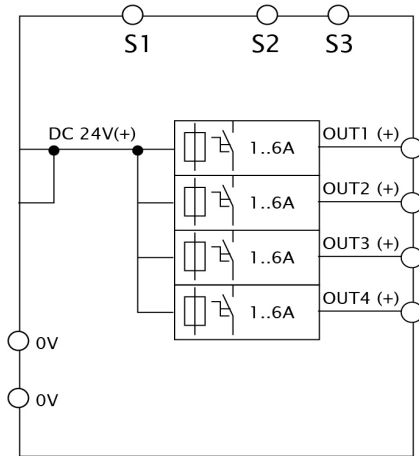 S1 S2 S3
DC 24V(+) 1..6A OUT1 (+)
1..6A OUT2 (+)
1..6A OUT3 (+)
1..6A OUT4 (+)
0V
0V